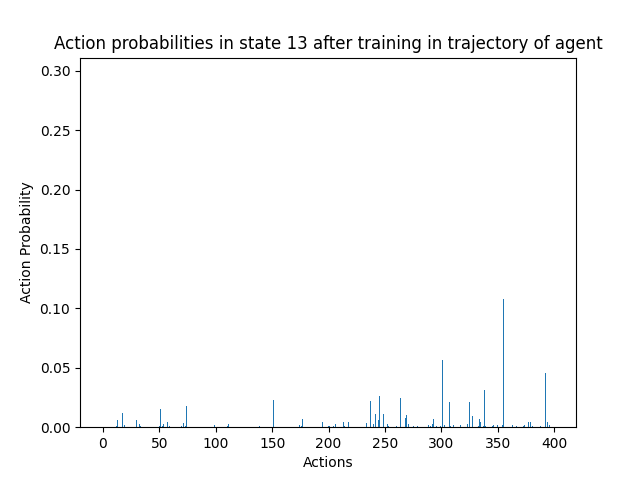 Action probabilities in state 13 after training in trajectory of agent
0.30
0.25
0.20
0.15
0.10
0.05
0.00
Action Probability
0 50 100 150 200 250 300 350 400
Actions